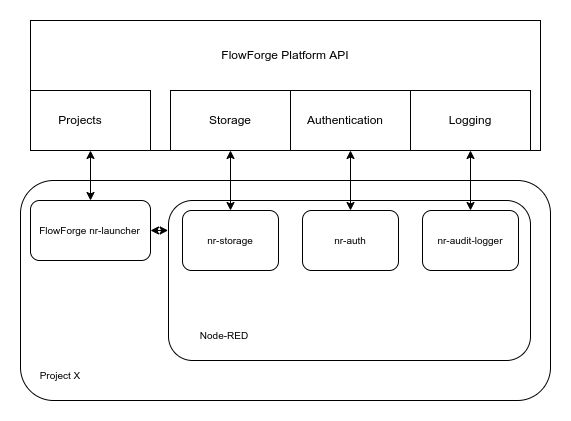 FlowForge Platform API
Projects
Storage
Authentication
Logging
FlowForge nr-launcher
nr-storage
nr-auth
nr-audit-logger
Node-RED
Project X